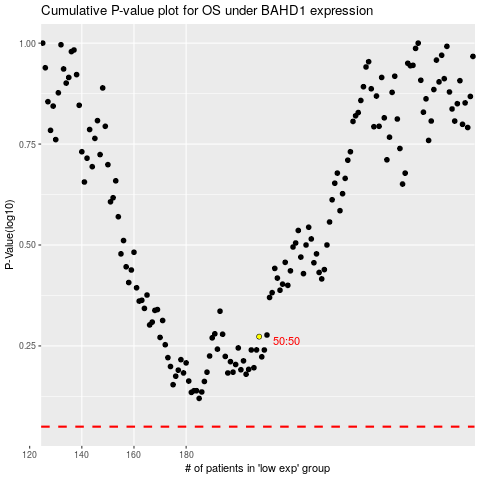 Cumulative P-value plot for OS under BAHD1 expression
1.00
0.75
0.50
0.25
P-Value(log10)
50:50
120 140 160 180
# of patients in 'low exp' group